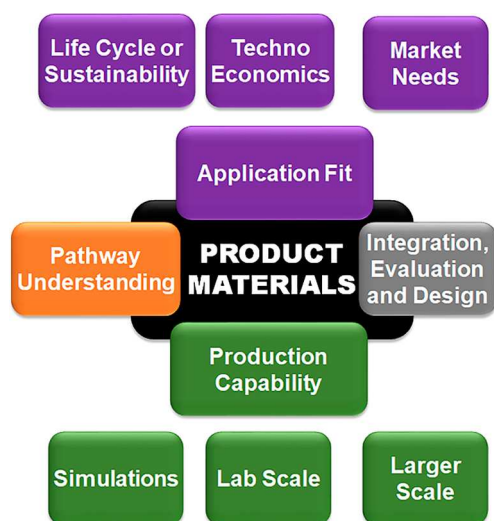 Life Cycle or
Sustainability
Techno
Economics
Market
Needs
Application Fit
Pathway
Understanding
PRODUCT
MATERIALS
Integration,
Evaluation
and Design
Production
Capability
Simulations
Lab Scale
Larger
Scale